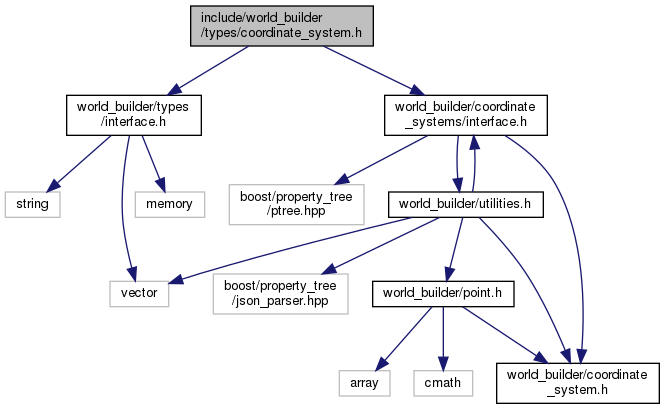 include/world_builder
/types/coordinate_system.h
world_builder/types
/interface.h
world_builder/coordinate
_systems/interface.h
string
memory
boost/property_tree
/ptree.hpp
world_builder/utilities.h
vector
boost/property_tree
/json_parser.hpp
world_builder/point.h
array
cmath
world_builder/coordinate
_system.h